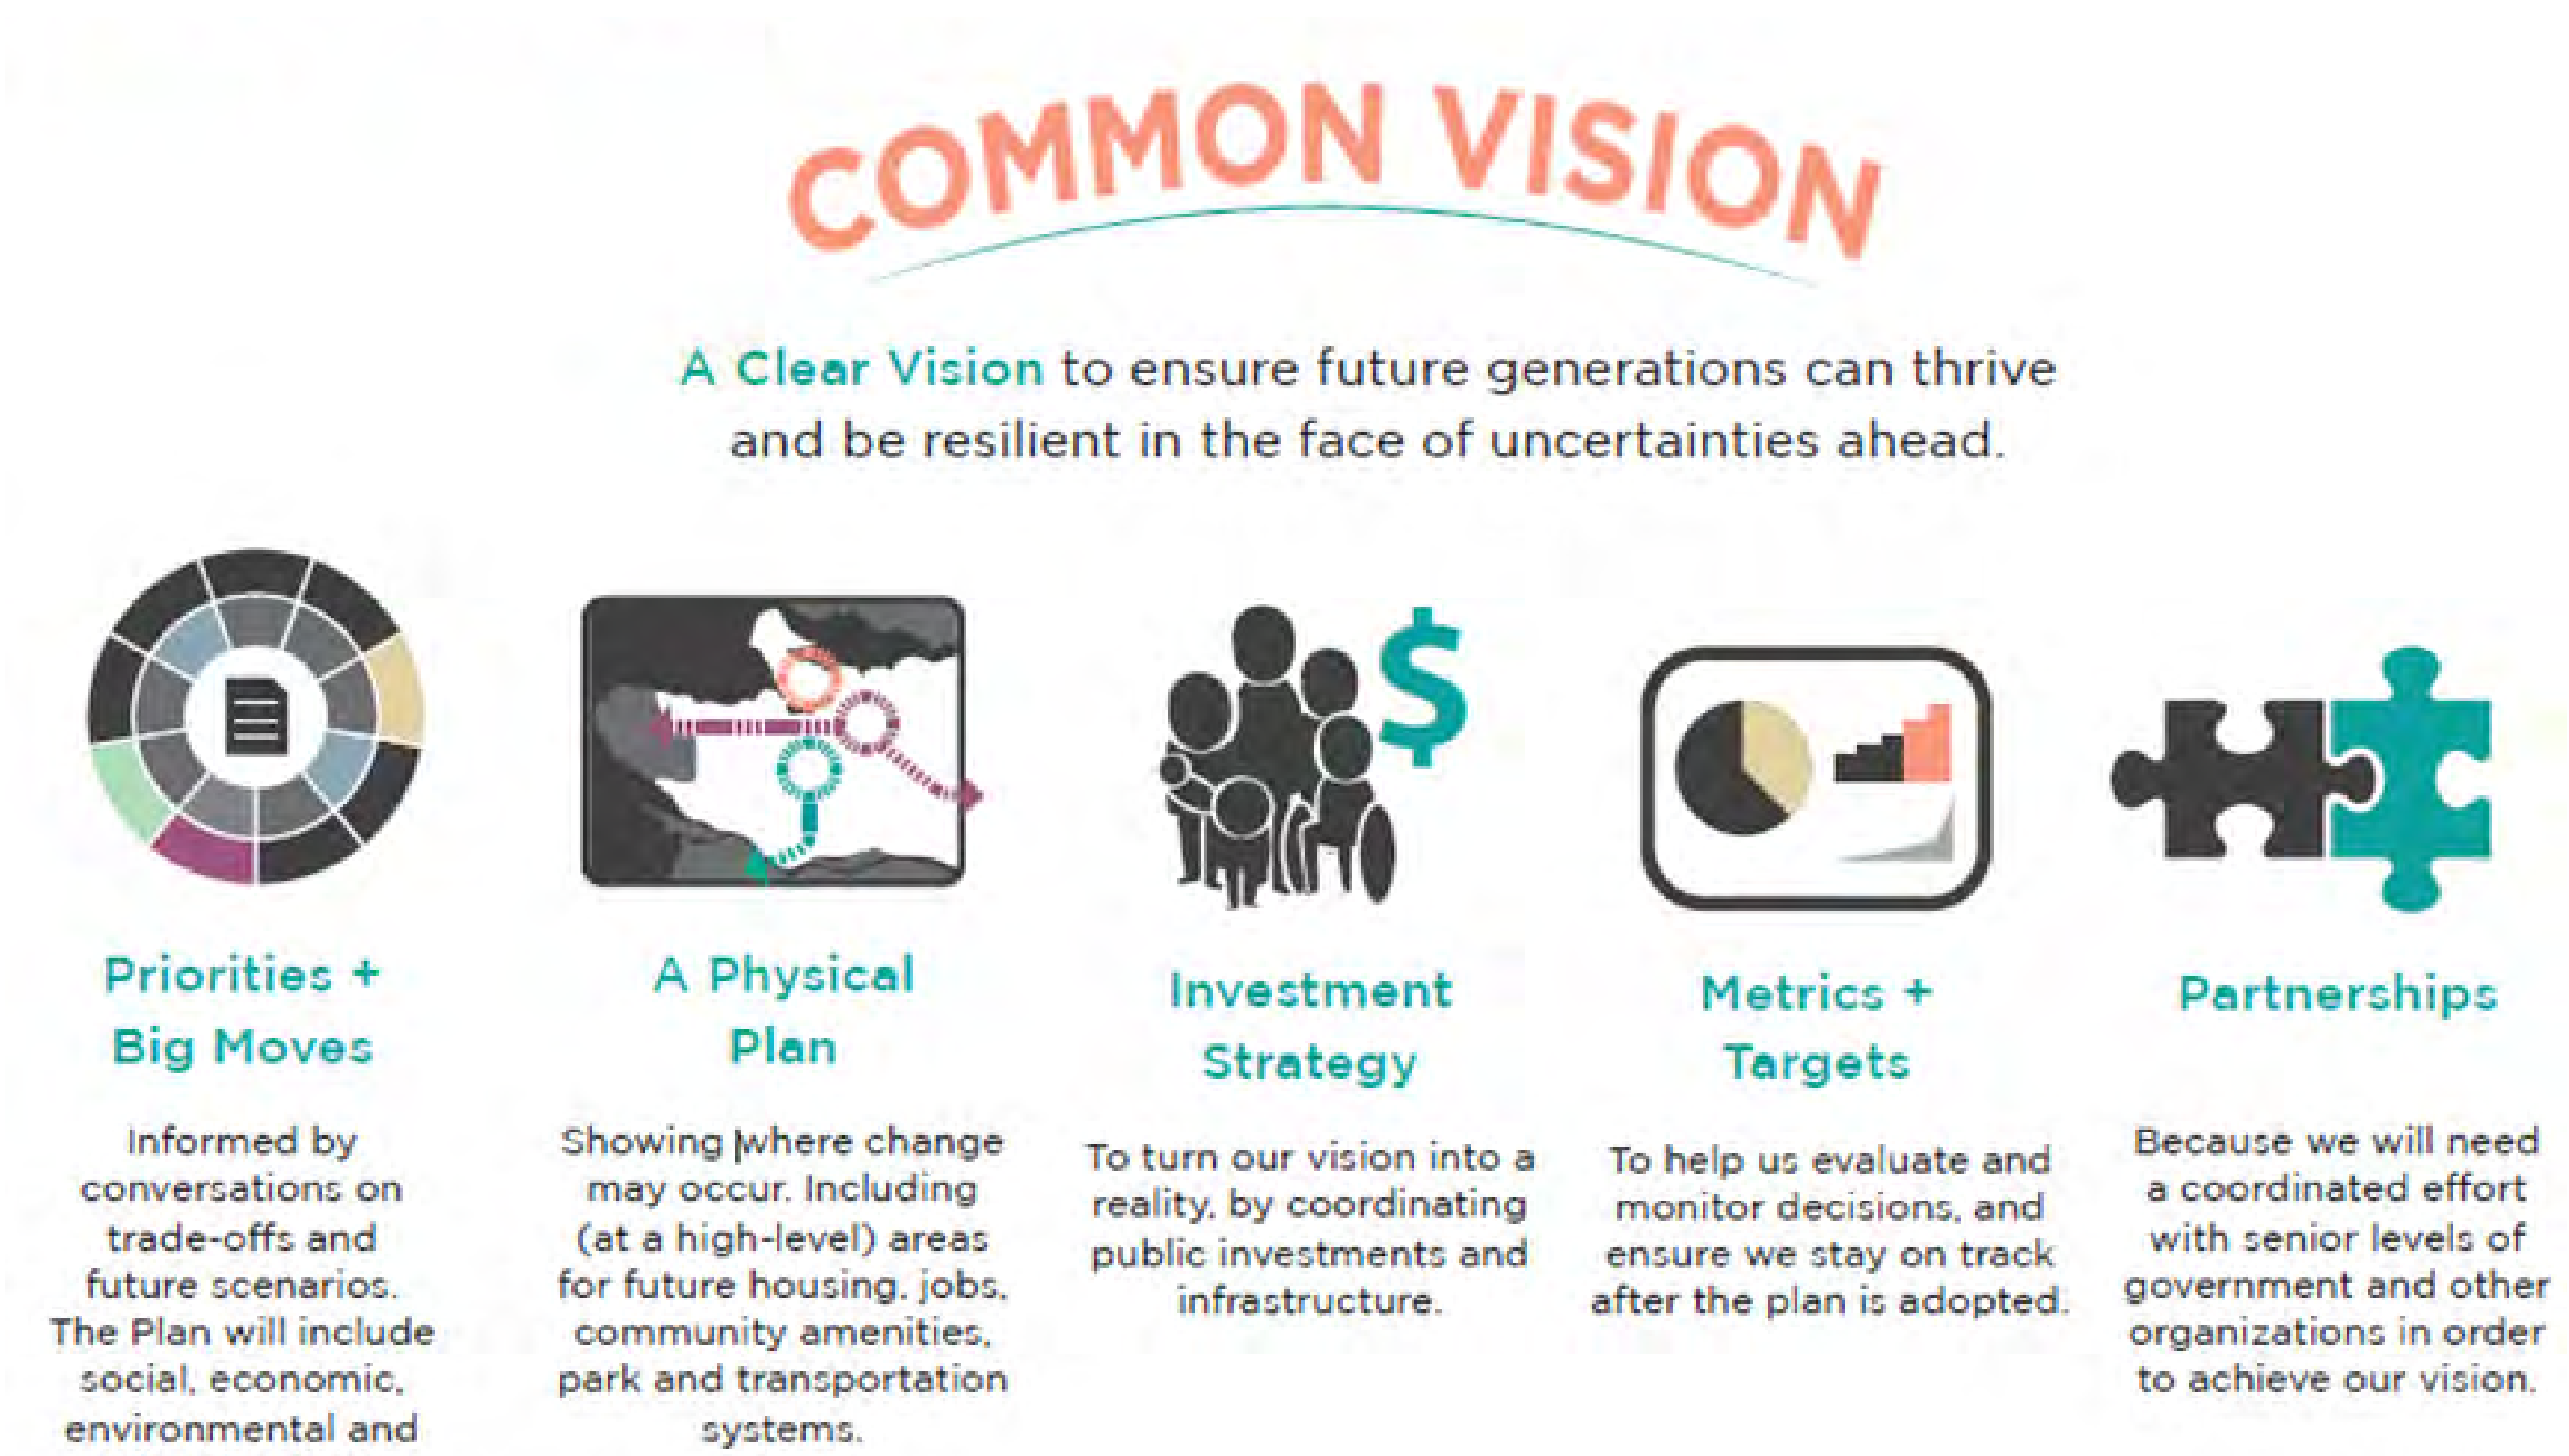 COMMON VISION
A Clear Vision to ensure future generations can thrive
and be resilient in the face of uncertainties ahead.
$
Priorities +
Big Moves
Informed by
conversations on
trade-offs and
future scenarios.
The Plan will include
social, economic,
environmental and
A Physical
Plan
Showing where change
may occur. Including
(at a high-level) areas
for future housing, jobs,
community amenities,
park and transportation
systems.
Investment
Strategy
To turn our vision into a
reality, by coordinating
public investments and
infrastructure.
Metrics +
Targets
To help us evaluate and
monitor decisions, and
ensure we stay on track
after the plan is adopted.
Partnerships
Because we will need
a coordinated effort
with senior levels of
government and other
organizations in order
to achieve our vision.